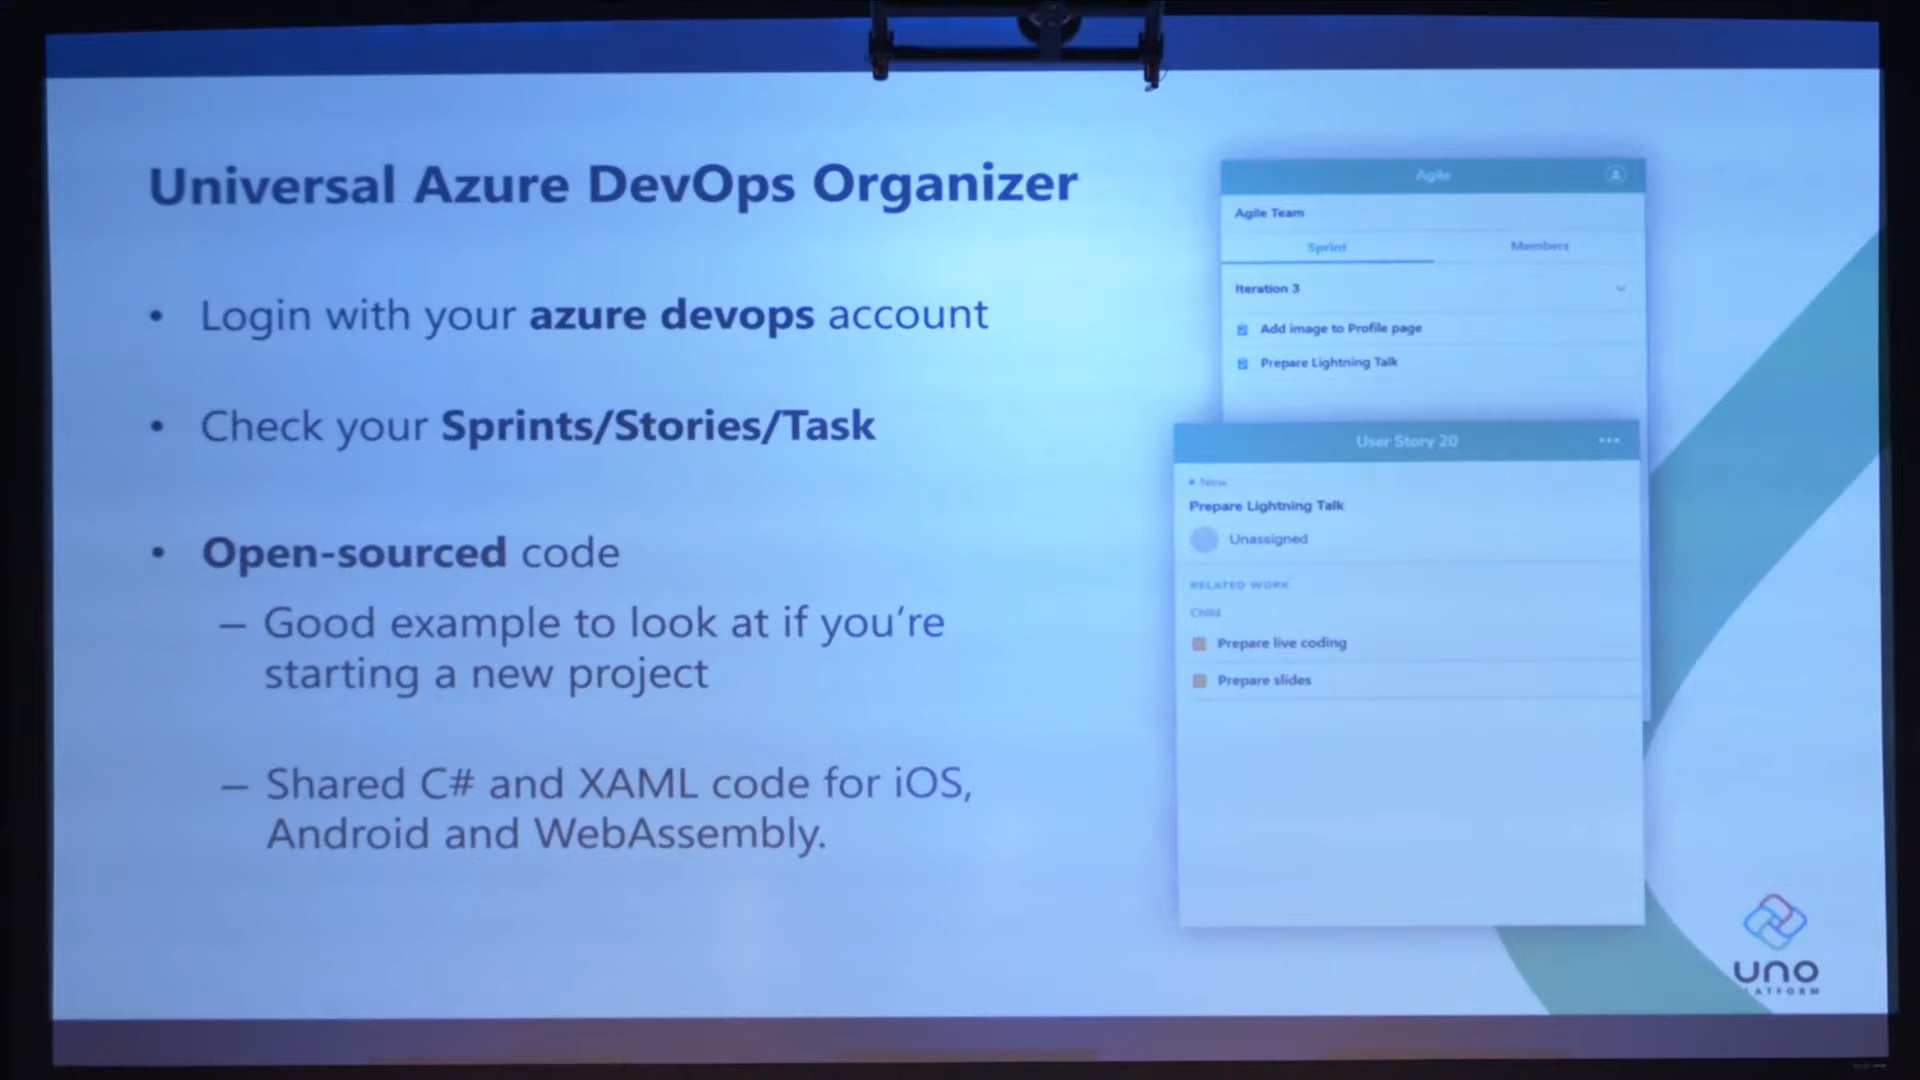 Universal Azure DevOps Organizer
• Login with your azure devops account
• Check your Sprints/Stories/Task
• Open-sourced code
– Good example to look at if you're
starting a new project
– Shared C# and XAML code for iOS,
Android and WebAssembly.
Agile
Agile Team
Sprint Members
Iteration 3
Add image to Profile page
Prepare Lightning Talk
User Story 20
• New
Prepare Lightning Talk
Unassigned
RELATED WORK
Child
Prepare live coding
Prepare slides
uno
PLATFORM